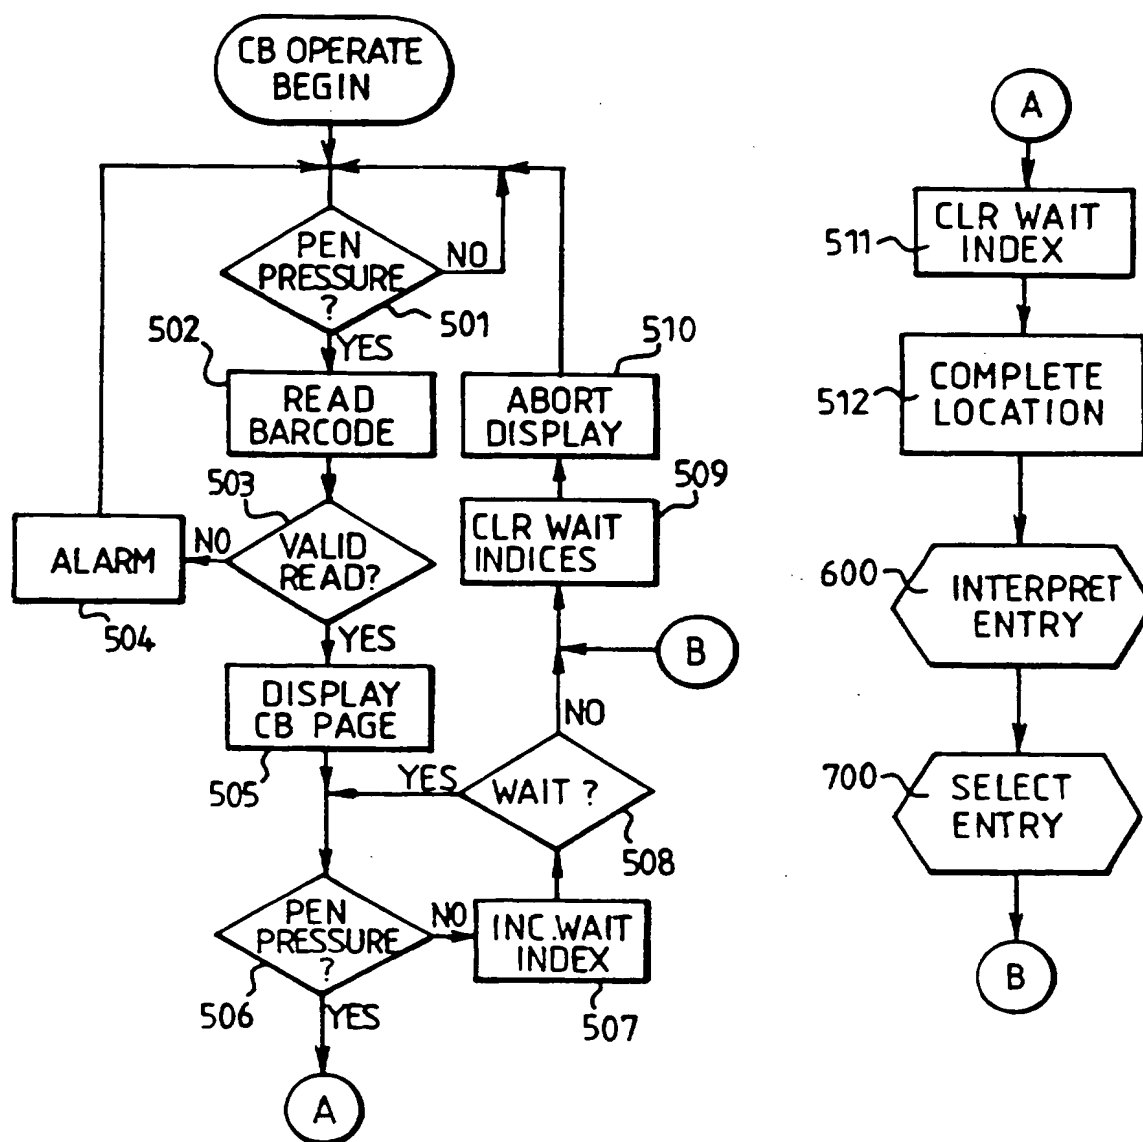 CB OPERATE
BEGIN
PEN
PRESSURE
?
NO
501
YES
502
READ
BARCODE
503
VALID
READ?
NO
ALARM
504
YES
DISPLAY
CB PAGE
505
PEN
PRESSURE
?
506
NO
YES
A
INC.WAIT
INDEX
507
WAIT ?
508
YES
NO
B
CLR WAIT
INDICES
509
ABORT
DISPLAY
510
A
CLR WAIT
INDEX
511
COMPLETE
LOCATION
512
INTERPRET
ENTRY
600
SELECT
ENTRY
700
B